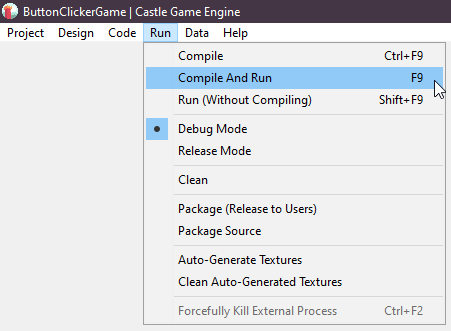 ButtonClickerGame | Castle Game Engine
Project Design Code Run Data Help
Compile Ctrl+F9
Compile And Run F9
Run (Without Compiling) Shift+F9
Debug Mode
Release Mode
Clean
Package (Release to Users)
Package Source
Auto-Generate Textures
Clean Auto-Generated Textures
Forcefully Kill External Process Ctrl+F2